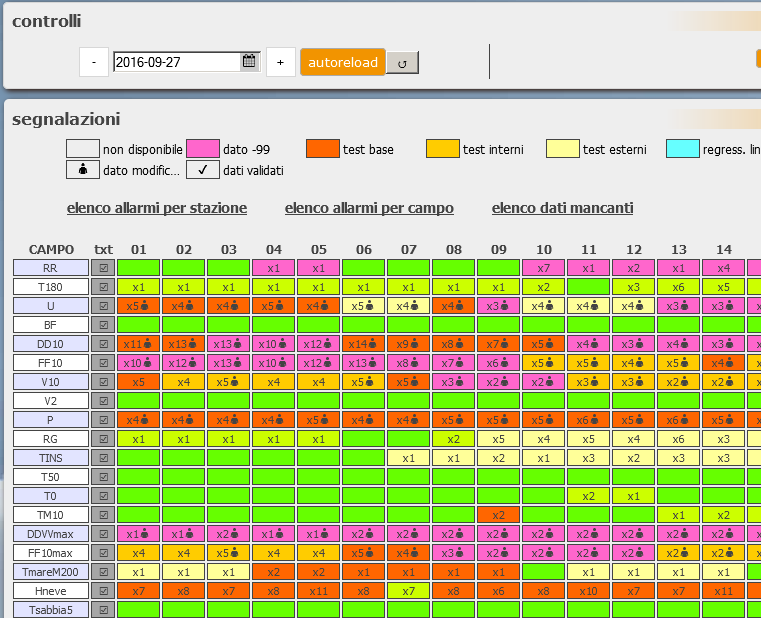 controlli
- 2016-09-27 + autoreload ↺
segnalazioni
non disponibile dato -99 test base test interni test esterni regress. lin
dato modific... ✓ dati validati
elenco allarmi per stazione elenco allarmi per campo elenco dati mancanti
CAMPO txt 01 02 03 04 05 06 07 08 09 10 11 12 13 14
RR x1 x1 x7 x1 x2 x1 x4
T180 x1 x1 x1 x1 x1 x1 x1 x1 x1 x2 x3 x6 x5
U x5 x4 x4 x5 x4 x5 x4 x4 x3 x4 x4 x4 x3 x3
BF
DD10 x11 x13 x13 x10 x12 x14 x9 x8 x7 x5 x4 x3 x4 x3
FF10 x10 x12 x13 x10 x12 x13 x8 x7 x6 x5 x5 x4 x5 x4
V10 x5 x4 x5 x4 x4 x5 x5 x3 x2 x2 x3 x3 x2 x2
V2
P x4 x4 x4 x4 x5 x4 x4 x5 x5 x5 x6 x5 x6 x5
RG x1 x1 x1 x1 x1 x2 x5 x4 x5 x4 x6 x3
TINS x1 x1 x2 x1 x3 x2 x3 x3
T50
T0 x2 x1
TM10 x2 x1 x2
DDVVmax x1 x1 x2 x1 x1 x2 x2 x2 x2 x2 x2 x2 x2 x2
FF10max x4 x4 x5 x4 x4 x5 x4 x3 x2 x2 x2 x2 x2 x2
TmareM200 x1 x1 x1 x2 x2 x1 x1 x1 x1 x1 x1 x1 x1
Hneve x7 x8 x7 x8 x11 x8 x7 x8 x6 x8 x10 x7 x7 x11
Tsabbia5